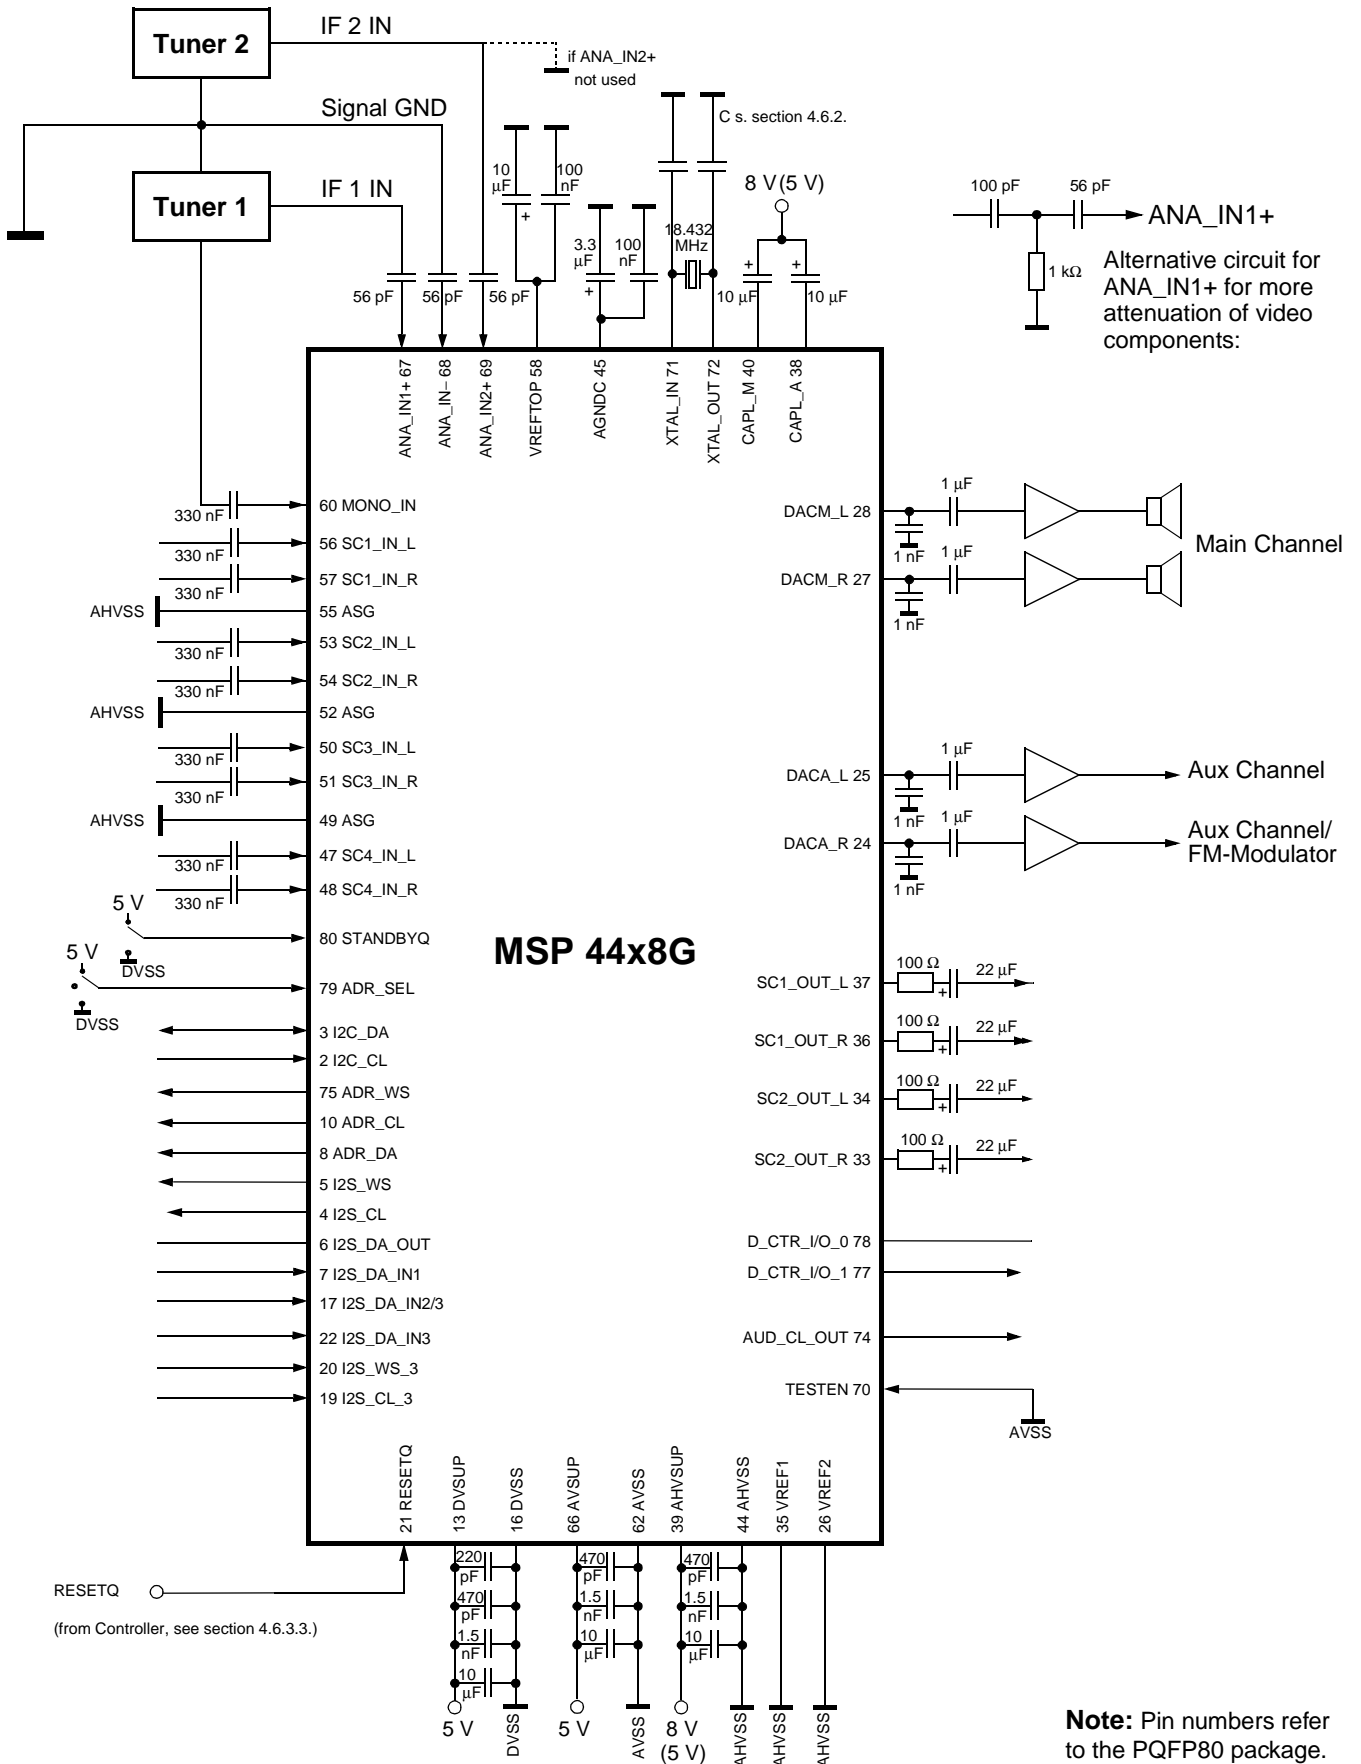 Tuner 2
IF 2 IN
if ANA_IN2+
not used
Signal GND
C s. section 4.6.2.
Tuner 1
IF 1 IN
10
µF
+
100
nF
8 V(5 V)
100 pF
56 pF
ANA_IN1+
1 kΩ
Alternative circuit for
ANA_IN1+ for more
attenuation of video
components:
3.3
µF
+
100
nF
18.432
MHz
+
+
10 µF
10 µF
56 pF
56 pF
56 pF
ANA_IN1+ 67
ANA_IN− 68
ANA_IN2+ 69
VREFTOP 58
AGNDC 45
XTAL_IN 71
XTAL_OUT 72
CAPL_M 40
CAPL_A 38
330 nF
60 MONO_IN
330 nF
56 SC1_IN_L
330 nF
57 SC1_IN_R
AHVSS
55 ASG
330 nF
53 SC2_IN_L
330 nF
54 SC2_IN_R
AHVSS
52 ASG
330 nF
50 SC3_IN_L
330 nF
51 SC3_IN_R
AHVSS
49 ASG
330 nF
47 SC4_IN_L
330 nF
48 SC4_IN_R
5 V
DVSS
80 STANDBYQ
5 V
DVSS
79 ADR_SEL
3 I2C_DA
2 I2C_CL
75 ADR_WS
10 ADR_CL
8 ADR_DA
5 I2S_WS
4 I2S_CL
6 I2S_DA_OUT
7 I2S_DA_IN1
17 I2S_DA_IN2/3
22 I2S_DA_IN3
20 I2S_WS_3
19 I2S_CL_3
MSP 44x8G
DACM_L 28
1 µF
1 nF
DACM_R 27
1 µF
1 nF
Main Channel
DACA_L 25
1 µF
1 nF
Aux Channel
DACA_R 24
1 µF
1 nF
Aux Channel/
FM-Modulator
SC1_OUT_L 37
100 Ω
+
22 µF
SC1_OUT_R 36
100 Ω
+
22 µF
SC2_OUT_L 34
100 Ω
+
22 µF
SC2_OUT_R 33
100 Ω
+
22 µF
D_CTR_I/O_0 78
D_CTR_I/O_1 77
AUD_CL_OUT 74
TESTEN 70
AVSS
21 RESETQ
13 DVSUP
16 DVSS
66 AVSUP
62 AVSS
39 AHVSUP
44 AHVSS
35 VREF1
26 VREF2
RESETQ
(from Controller, see section 4.6.3.3.)
220
pF
470
pF
1.5
nF
10
µF
470
pF
1.5
nF
10
µF
470
pF
1.5
nF
10
µF
5 V
DVSS
5 V
AVSS
8 V
(5 V)
AHVSS
AHVSS
AHVSS
Note: Pin numbers refer
to the PQFP80 package.